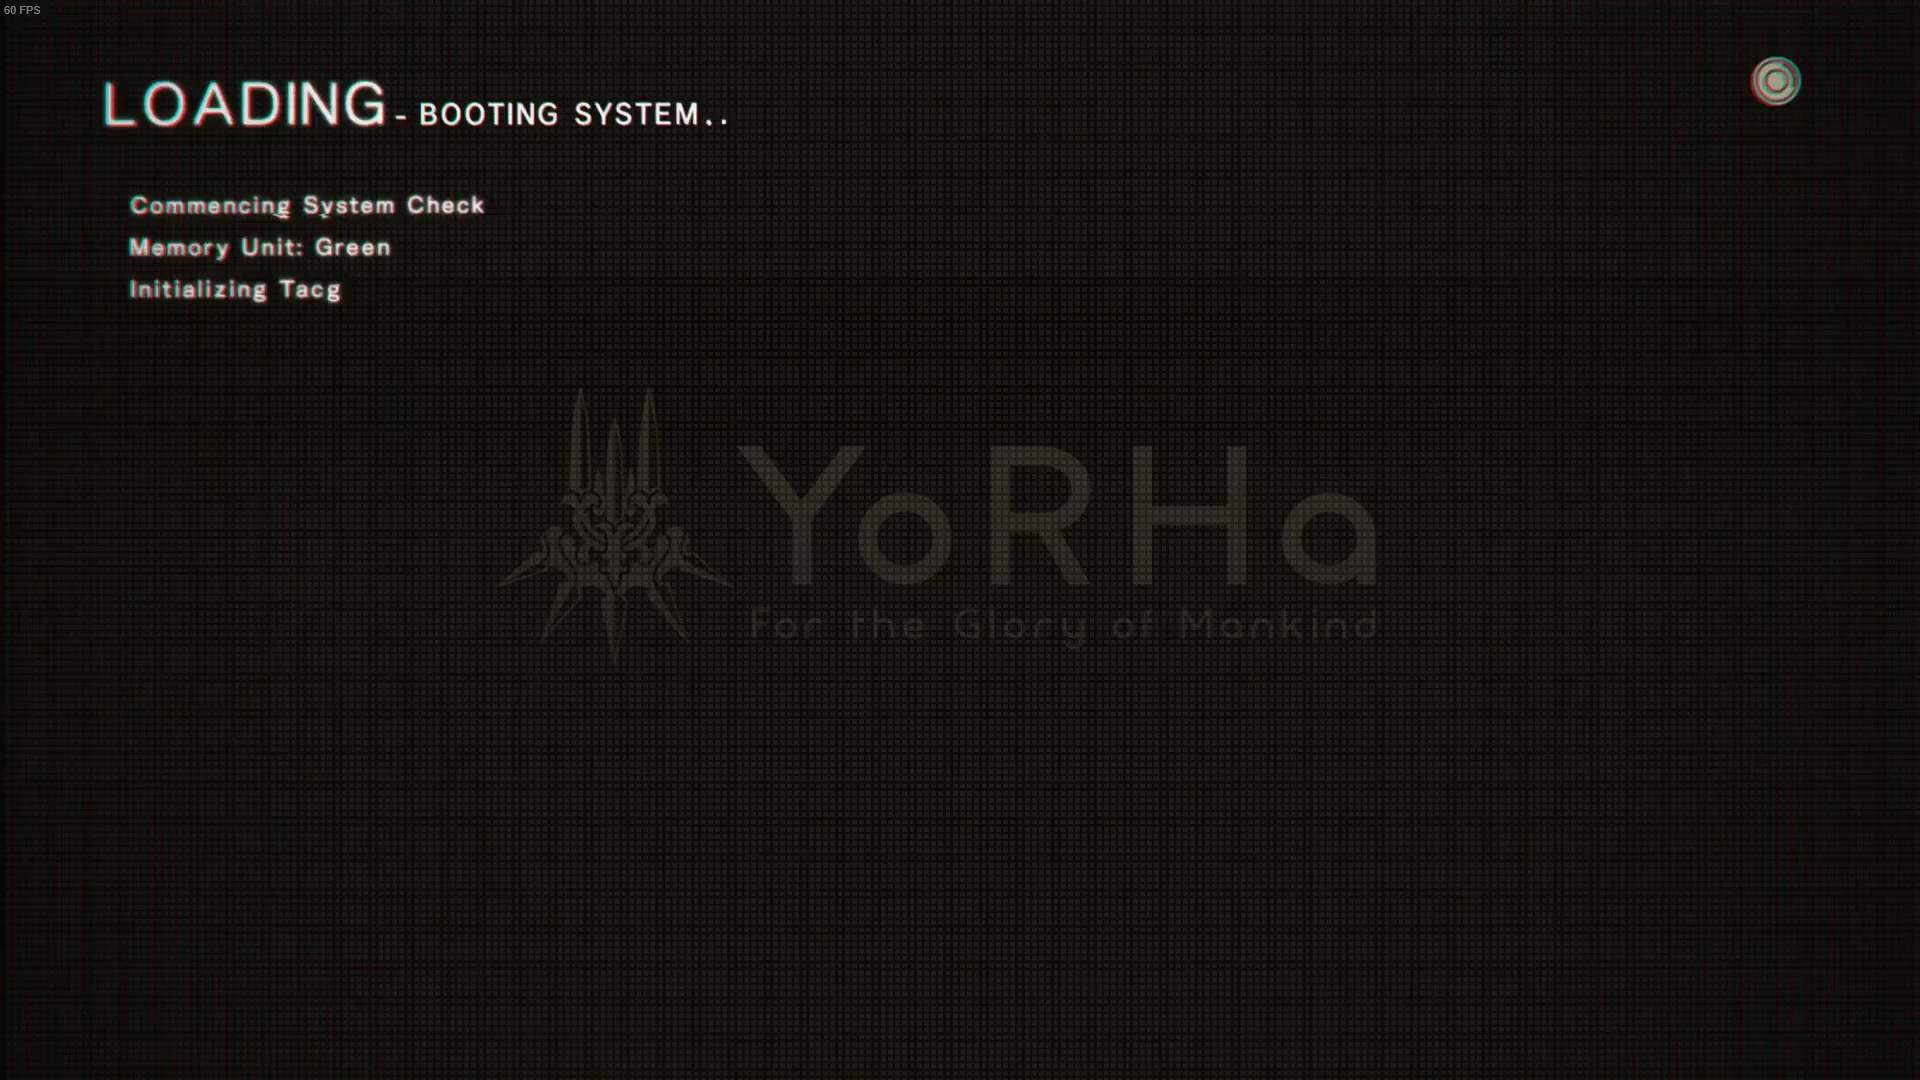 60 FPS
LOADING - BOOTING SYSTEM..
Commencing System Check
Memory Unit: Green
Initializing Tacg
YoRHa
For the Glory of Mankind